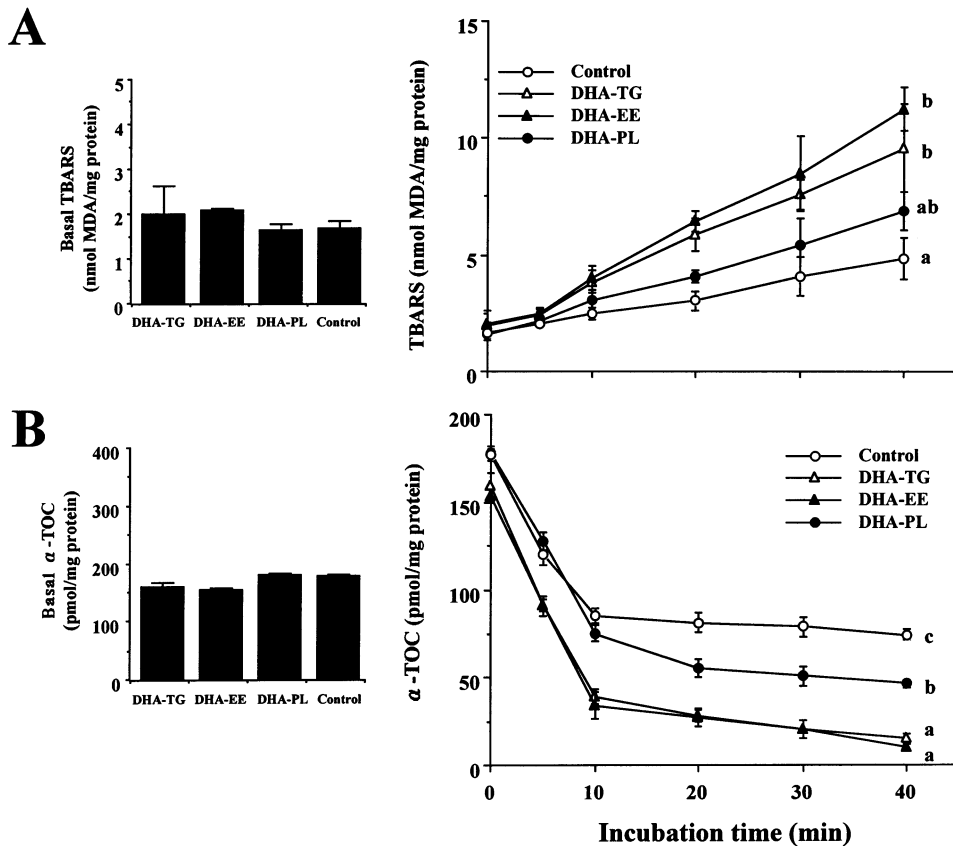 A
Basal TBARS
(nmol MDA/mg protein)
5
4
3
2
1
0
DHA-TG DHA-EE DHA-PL Control
TBARS (nmol MDA/mg protein)
15
10
5
0
Control
DHA-TG
DHA-EE
DHA-PL
b
b
ab
a
B
Basal α-TOC
(pmol/mg protein)
400
300
200
100
0
DHA-TG DHA-EE DHA-PL Control
α-TOC (pmol/mg protein)
200
150
100
50
0
Control
DHA-TG
DHA-EE
DHA-PL
c
b
a
a
0 10 20 30 40
Incubation time (min)